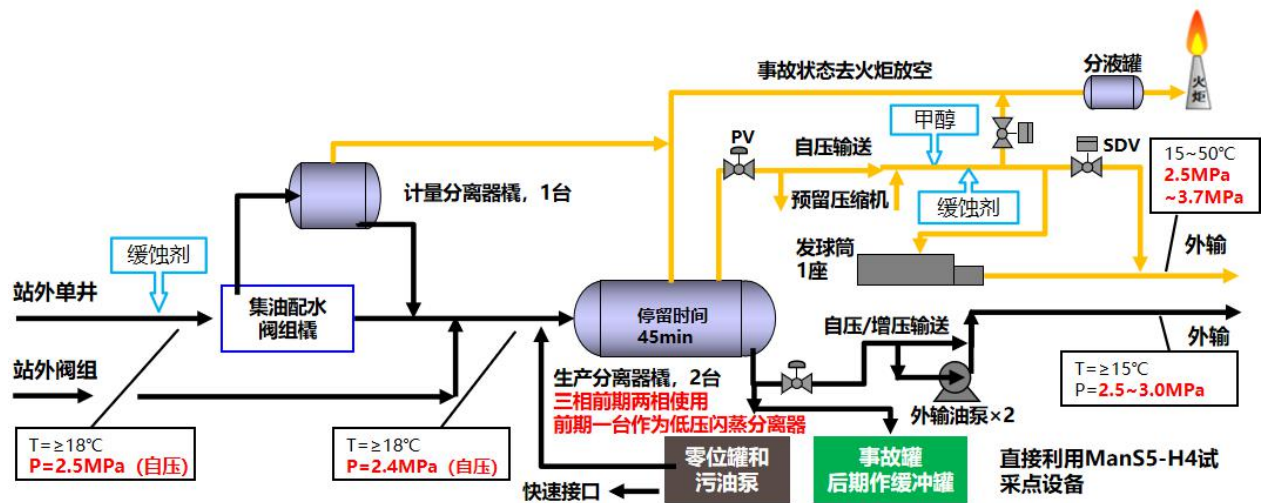 事故状态去火炬放空
分液罐
火炬
甲醇
PV
自压输送
SDV
15~50℃
2.5MPa
~3.7MPa
计量分离器橇，1台
预留压缩机
缓蚀剂
缓蚀剂
发球筒
1座
外输
站外单井
集油配水
阀组橇
停留时间
45min
自压/增压输送
外输
站外阀组
生产分离器橇，2台
三相前期两相使用
前期一台作为低压闪蒸分离器
外输油泵×2
T=≥15℃
P=2.5~3.0MPa
T=≥18℃
P=2.5MPa（自压）
T=≥18℃
P=2.4MPa（自压）
零位罐和
污油泵
事故罐
后期作缓冲罐
直接利用ManS5-H4试
采点设备
快速接口